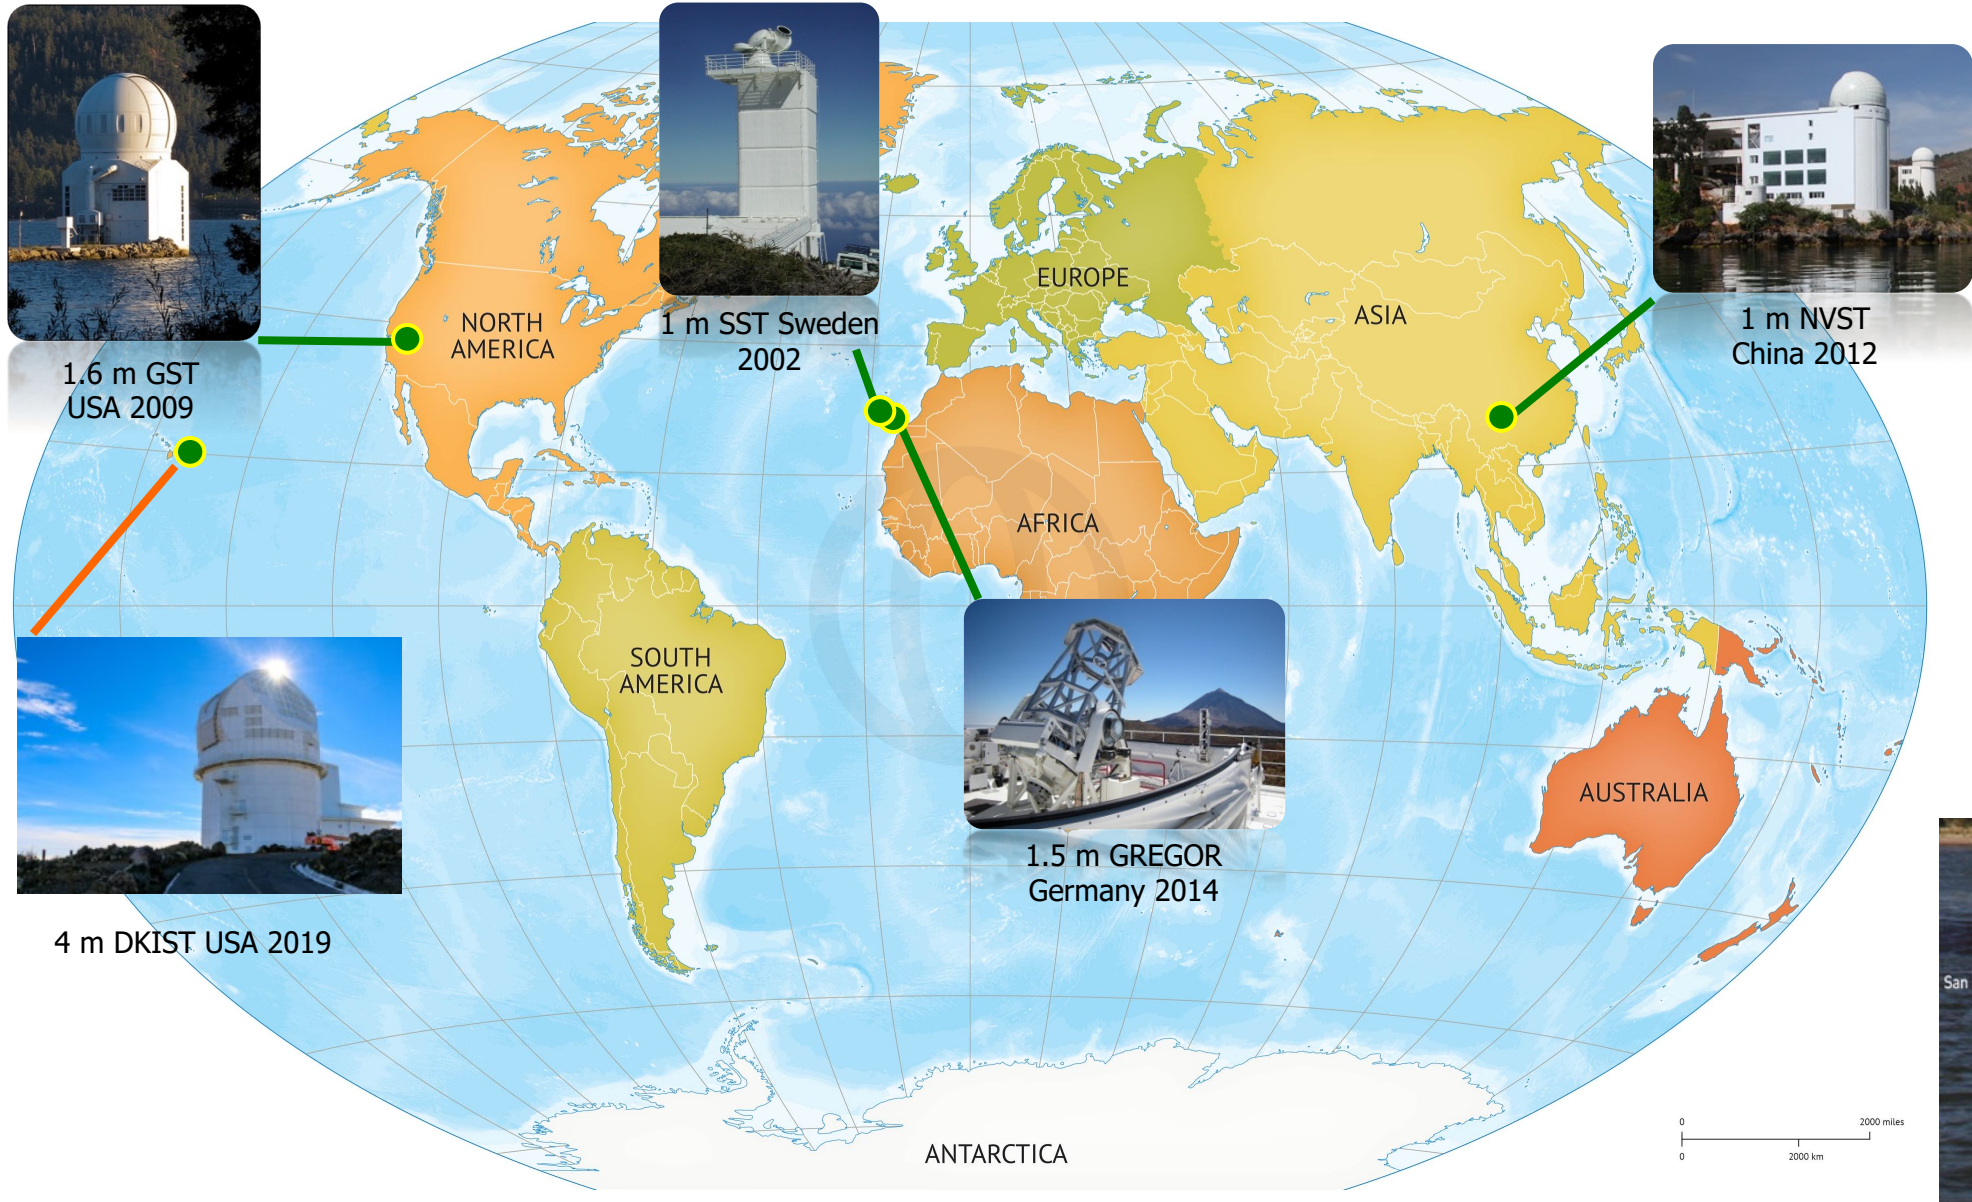 1.6 m GST
USA 2009
1 m SST Sweden
2002
1 m NVST
China 2012
NORTH
AMERICA
EUROPE
ASIA
AFRICA
SOUTH
AMERICA
AUSTRALIA
1.5 m GREGOR
Germany 2014
4 m DKIST USA 2019
San
ANTARCTICA
0 2000 miles
0 2000 km